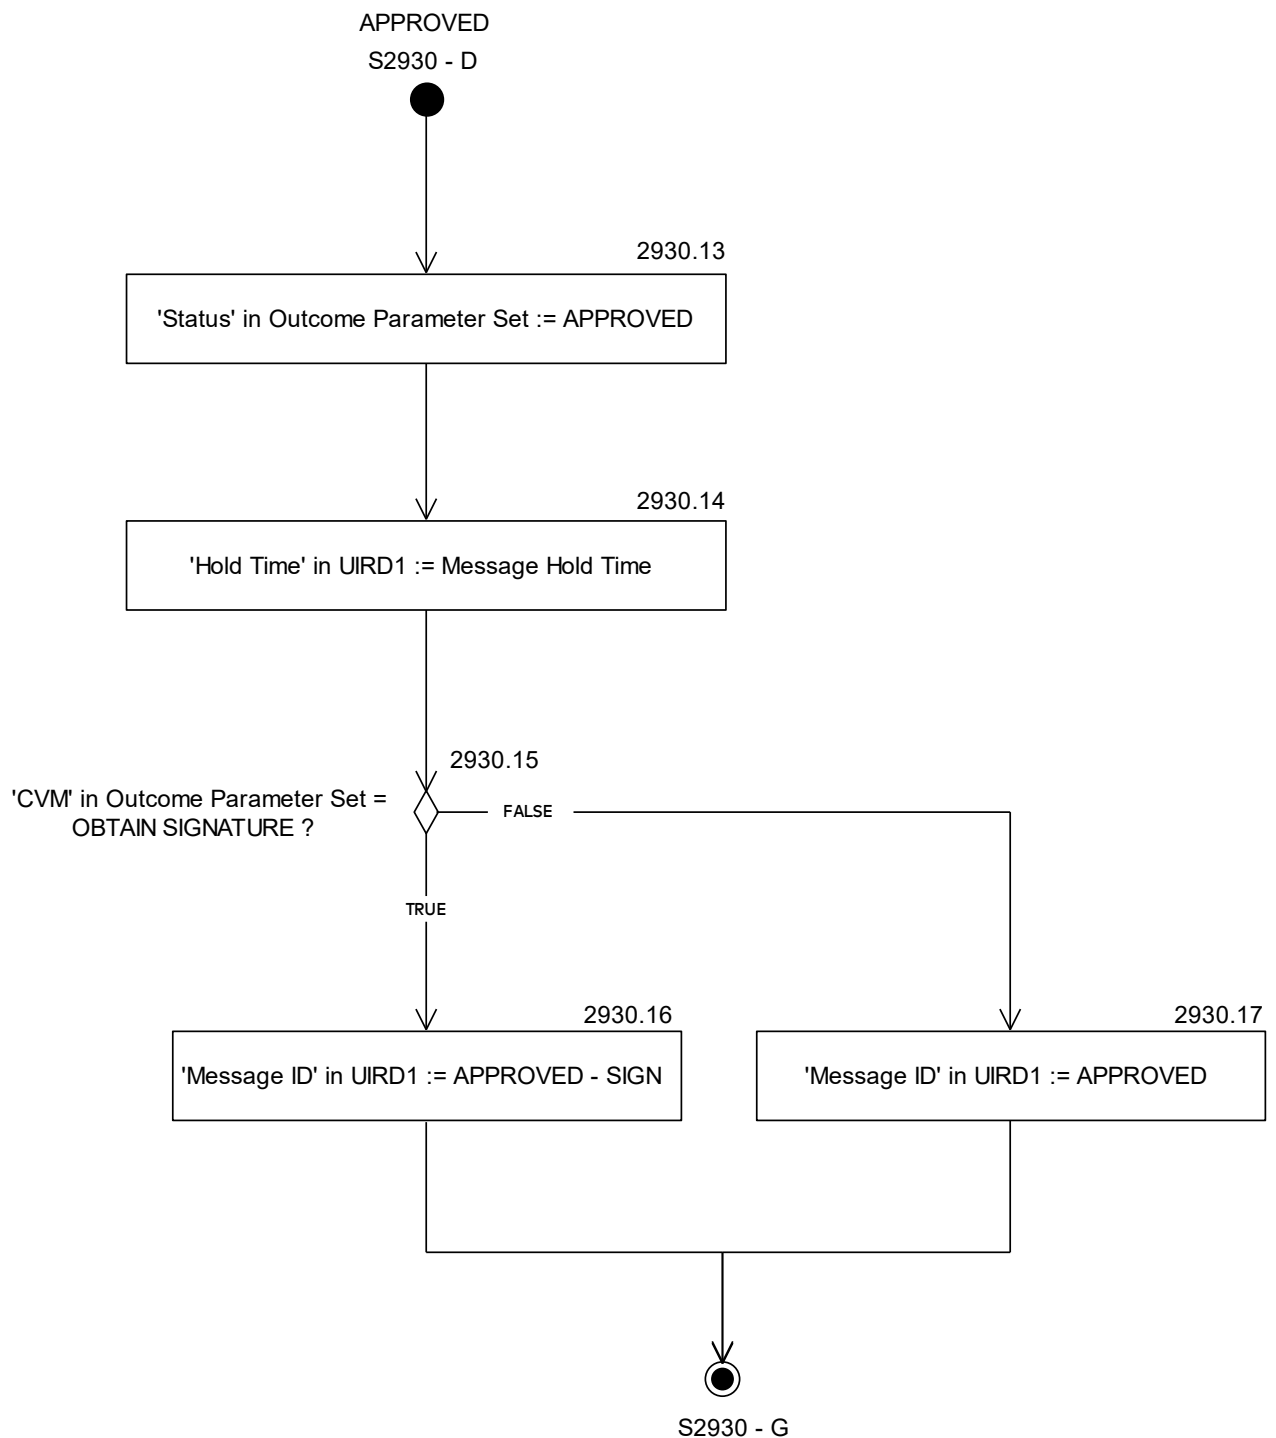 APPROVED
S2930 - D
2930.13
'Status' in Outcome Parameter Set := APPROVED
2930.14
'Hold Time' in UIRD1 := Message Hold Time
2930.15
'CVM' in Outcome Parameter Set =
OBTAIN SIGNATURE ?
FALSE
TRUE
2930.16
'Message ID' in UIRD1 := APPROVED - SIGN
2930.17
'Message ID' in UIRD1 := APPROVED
S2930 - G